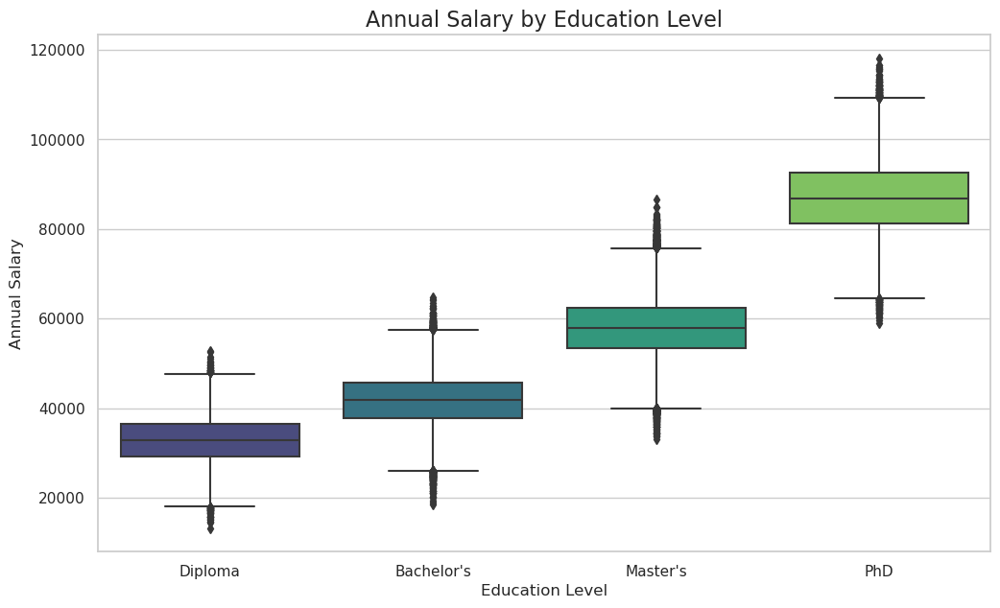 Annual Salary by Education Level
Annual Salary
120000
100000
80000
60000
40000
20000
Diploma
Bachelor's
Master's
PhD
Education Level